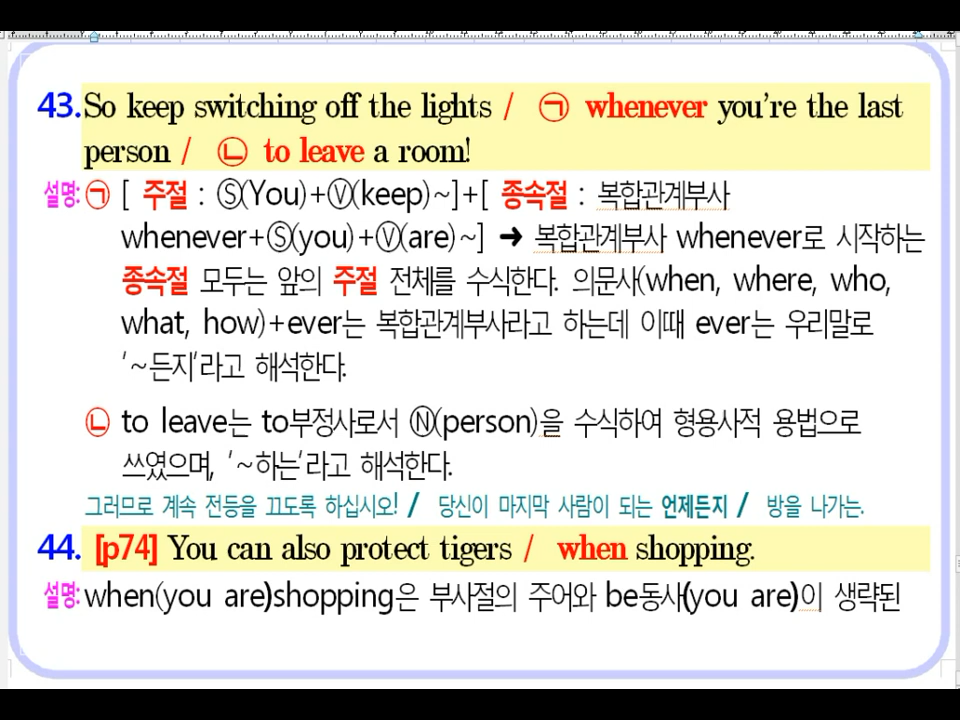 43.So keep switching off the lights / ㉠ whenever you're the last
person / ㉡ to leave a room!
설명:㉠ [ 주절 : Ⓢ(You)+Ⓥ(keep)~]+[ 종속절 : 복합관계부사
whenever+Ⓢ(you)+Ⓥ(are)~] ➜ 복합관계부사 whenever로 시작하는
종속절 모두는 앞의 주절 전체를 수식한다. 의문사(when, where, who,
what, how)+ever는 복합관계부사라고 하는데 이때 ever는 우리말로
'~든지'라고 해석한다.
㉡ to leave는 to부정사로서 Ⓝ(person)을 수식하여 형용사적 용법으로
쓰였으며, '~하는'라고 해석한다.
그러므로 계속 전등을 끄도록 하십시오! / 당신이 마지막 사람이 되는 언제든지 / 방을 나가는.
44. [p74] You can also protect tigers / when shopping.
설명:when(you are)shopping은 부사절의 주어와 be동사(you are)이 생략된